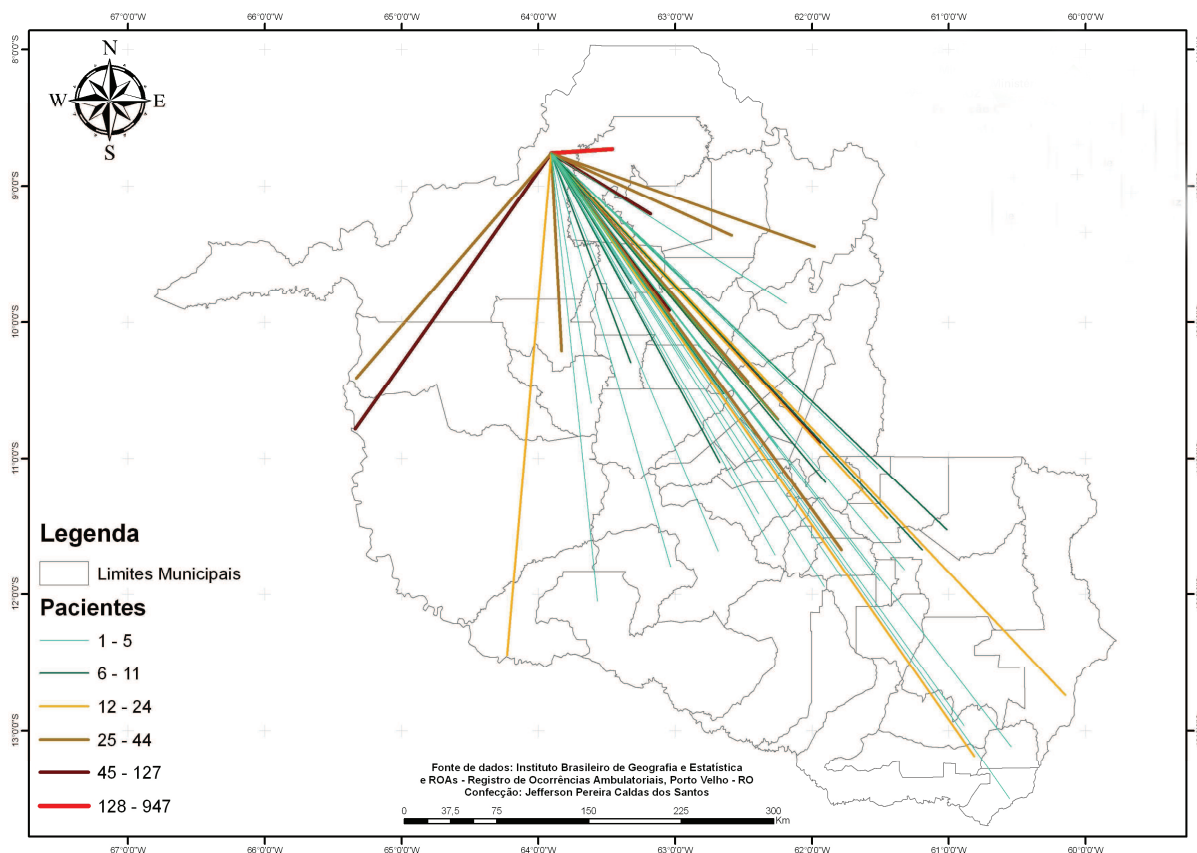 67°0'0"W 66°0'0"W 65°0'0"W 64°0'0"W 63°0'0"W 62°0'0"W 61°0'0"W 60°0'0"W
8°0'0"S
N
W E
S
9°0'0"S
10°0'0"S
11°0'0"S
12°0'0"S
13°0'0"S
Legenda
Limites Municipais
Pacientes
1 - 5
6 - 11
12 - 24
25 - 44
45 - 127
128 - 947
Fonte de dados: Instituto Brasileiro de Geografia e Estatística
e ROAs - Registro de Ocorrências Ambulatoriais, Porto Velho - RO
Confecção: Jefferson Pereira Caldas dos Santos
0 37,5 75 150 225 300
Km
67°0'0"W 66°0'0"W 65°0'0"W 64°0'0"W 63°0'0"W 62°0'0"W 61°0'0"W 60°0'0"W